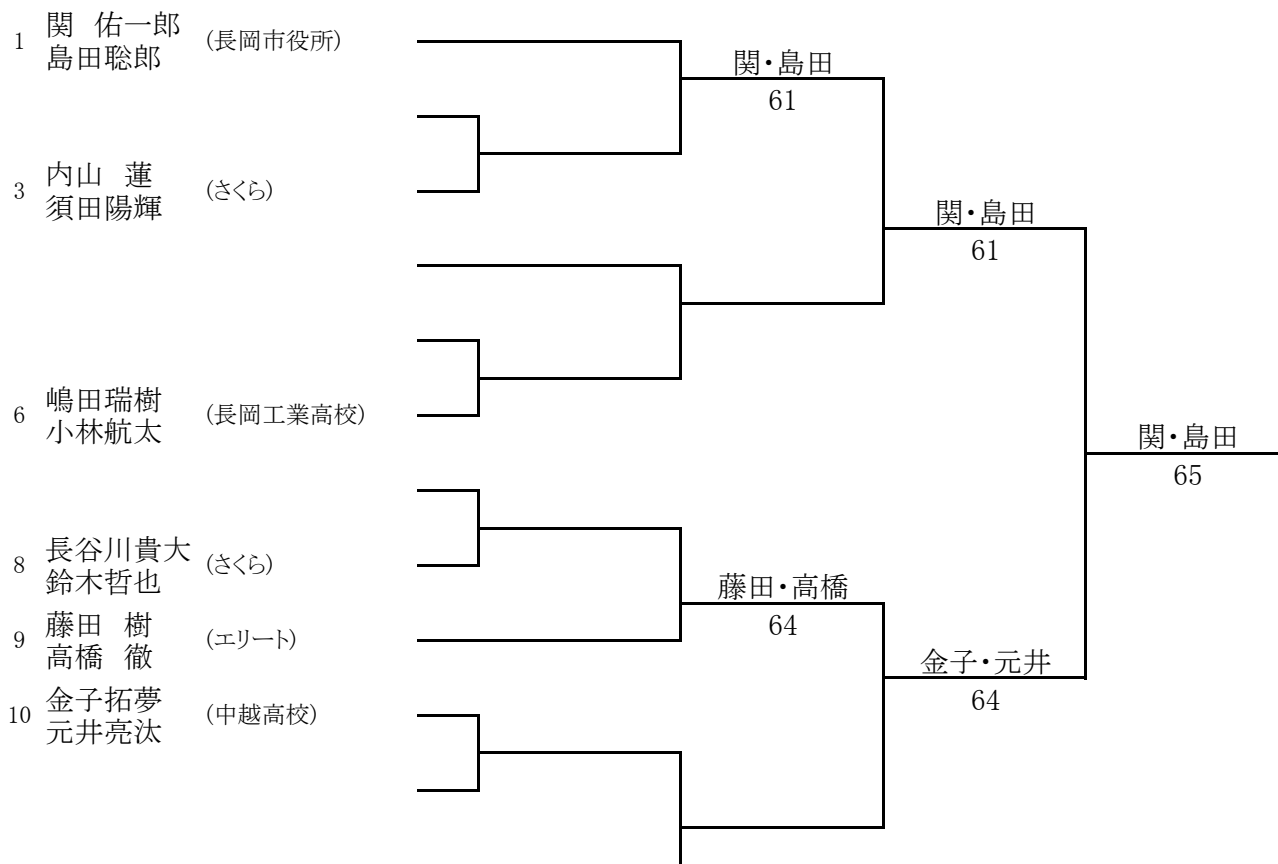 1 関 佑一郎 (長岡市役所)
島田聡郎
関・島田
61
3 内山 蓮 (さくら)
須田陽輝
関・島田
61
6 嶋田瑞樹 (長岡工業高校)
小林航太
関・島田
65
8 長谷川貴大 (さくら)
鈴木哲也
藤田・高橋
64
9 藤田 樹 (エリート)
高橋 徹
金子・元井
64
10 金子拓夢 (中越高校)
元井亮汰